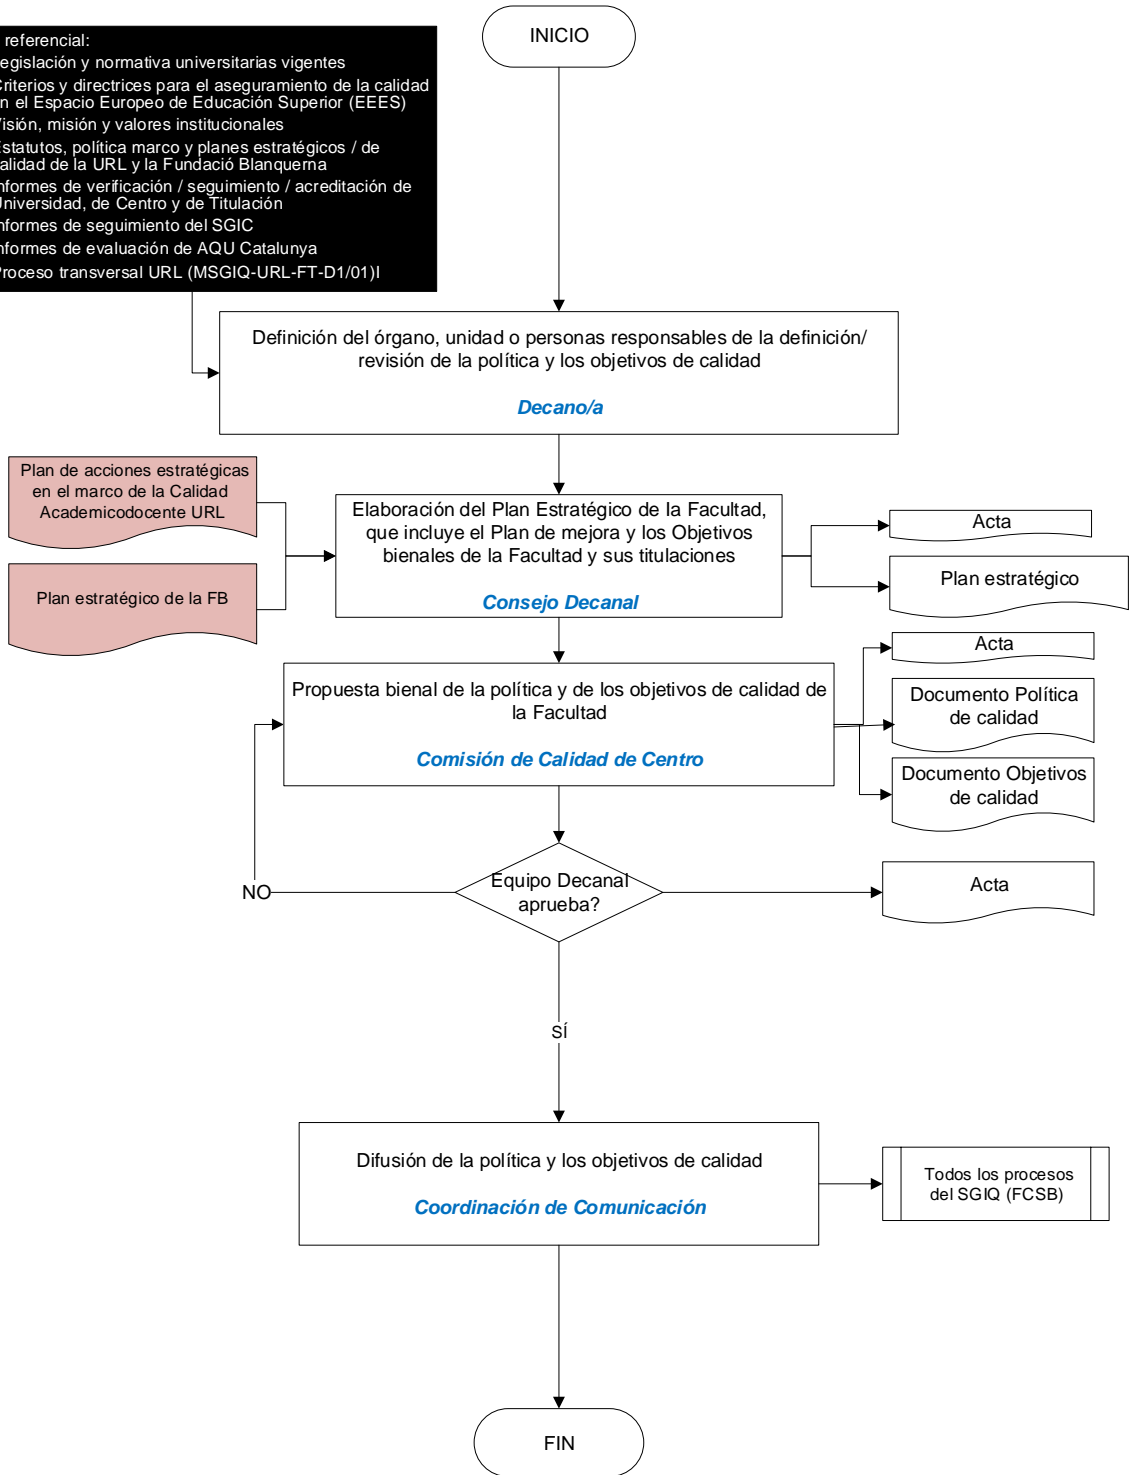 INICIO
referencial:
egislación y normativa universitarias vigentes
Criterios y directrices para el aseguramiento de la calidad
n el Espacio Europeo de Educación Superior (EEES)
Visión, misión y valores institucionales
Estatutos, política marco y planes estratégicos / de
alidad de la URL y la Fundació Blanquerna
nformes de verificación / seguimiento / acreditación de
Universidad, de Centro y de Titulación
nformes de seguimiento del SGIC
nformes de evaluación de AQU Catalunya
Proceso transversal URL (MSGIQ-URL-FT-D1/01)l
Definición del órgano, unidad o personas responsables de la definición/
revisión de la política y los objetivos de calidad
Decano/a
Plan de acciones estratégicas
en el marco de la Calidad
Academicodocente URL
Plan estratégico de la FB
Elaboración del Plan Estratégico de la Facultad,
que incluye el Plan de mejora y los Objetivos
bienales de la Facultad y sus titulaciones
Consejo Decanal
Acta
Plan estratégico
Propuesta bienal de la política y de los objetivos de calidad de
la Facultad
Comisión de Calidad de Centro
Acta
Documento Política
de calidad
Documento Objetivos
de calidad
Equipo Decanal
aprueba?
NO
Acta
SÍ
Difusión de la política y los objetivos de calidad
Coordinación de Comunicación
Todos los procesos
del SGIQ (FCSB)
FIN